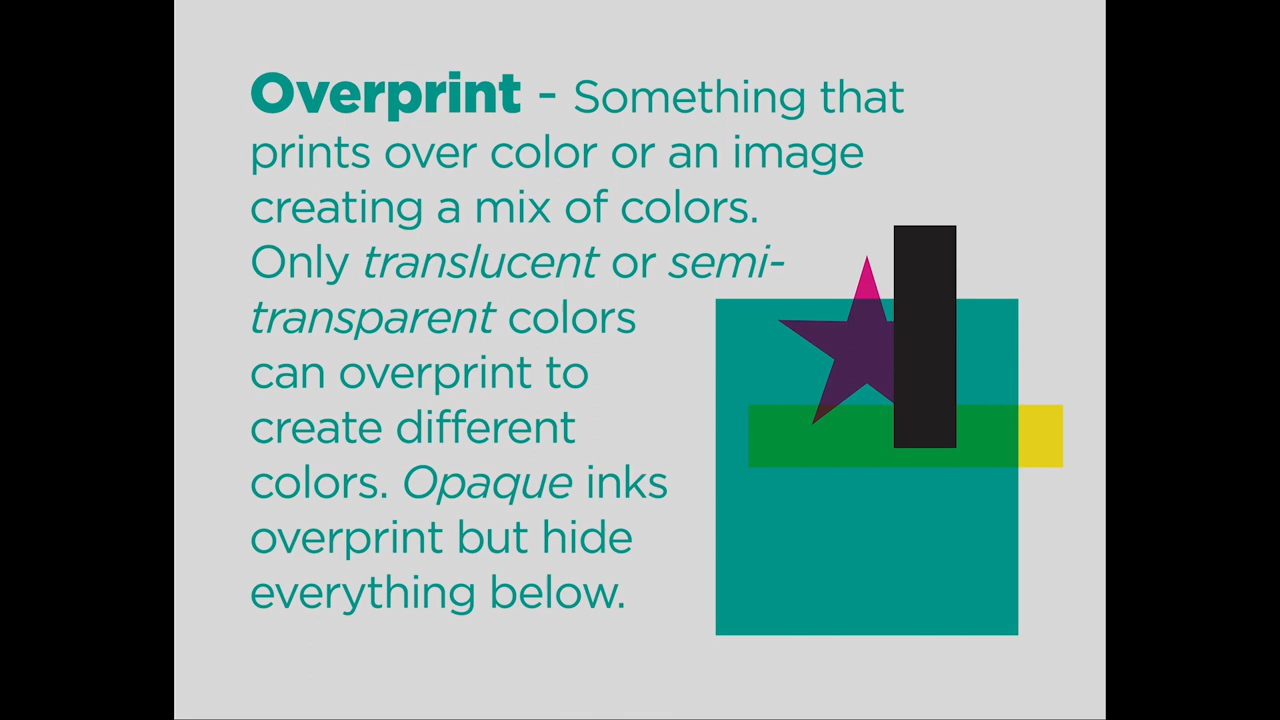 Overprint - Something that
prints over color or an image
creating a mix of colors.
Only translucent or semi-
transparent colors
can overprint to
create different
colors. Opaque inks
overprint but hide
everything below.